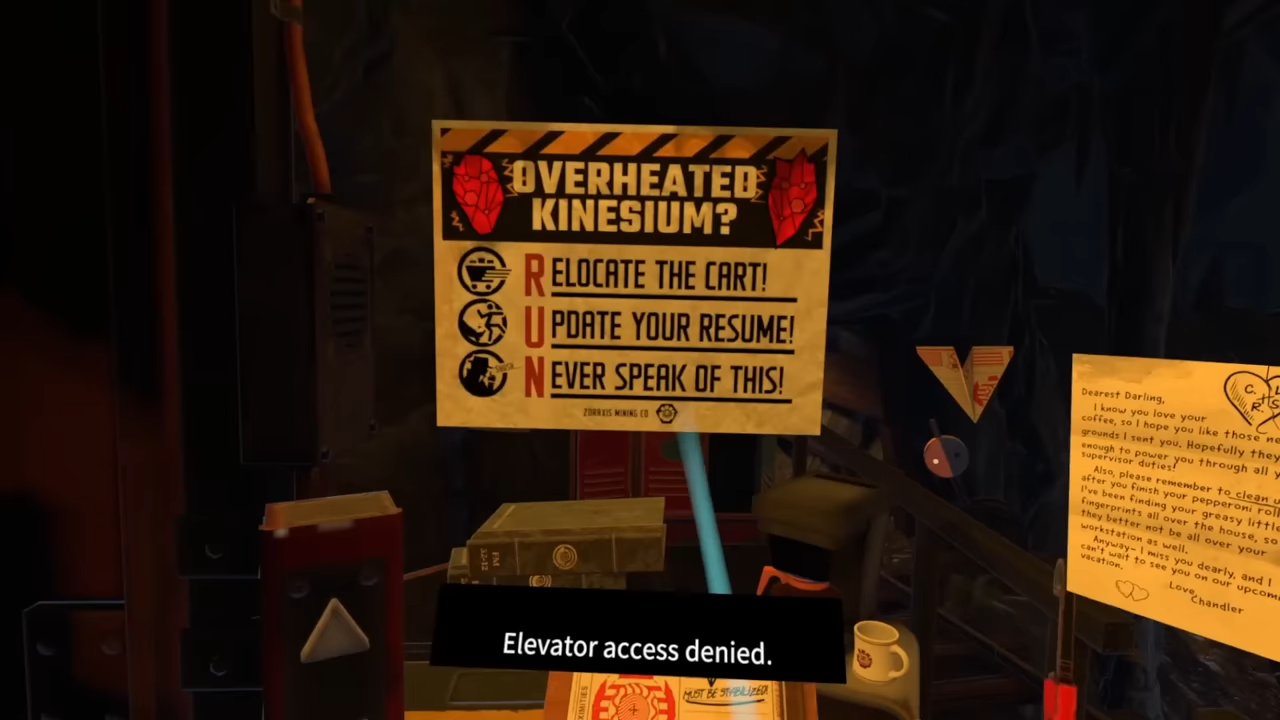 OVERHEATED
KINESIUM?
RELOCATE THE CART!
UPDATE YOUR RESUME!
NEVER SPEAK OF THIS!
ZORAXIS MINING CO
Dearest Darling,
I know you love your
coffee, so I hope you like those
grounds I sent you. Hopefully they
enough to power you through all
supervisor duties!
Also, please remember to clean
after you finish your pepperoni
I've been finding your greasy little
fingerprints all over the house, so
they better not be all over your
workstation as well.
Anyway- I miss you dearly, and I
can't wait to see you on our
vacation.
Love,
Chandler
Elevator access denied.
MUST BE STABILIZED!